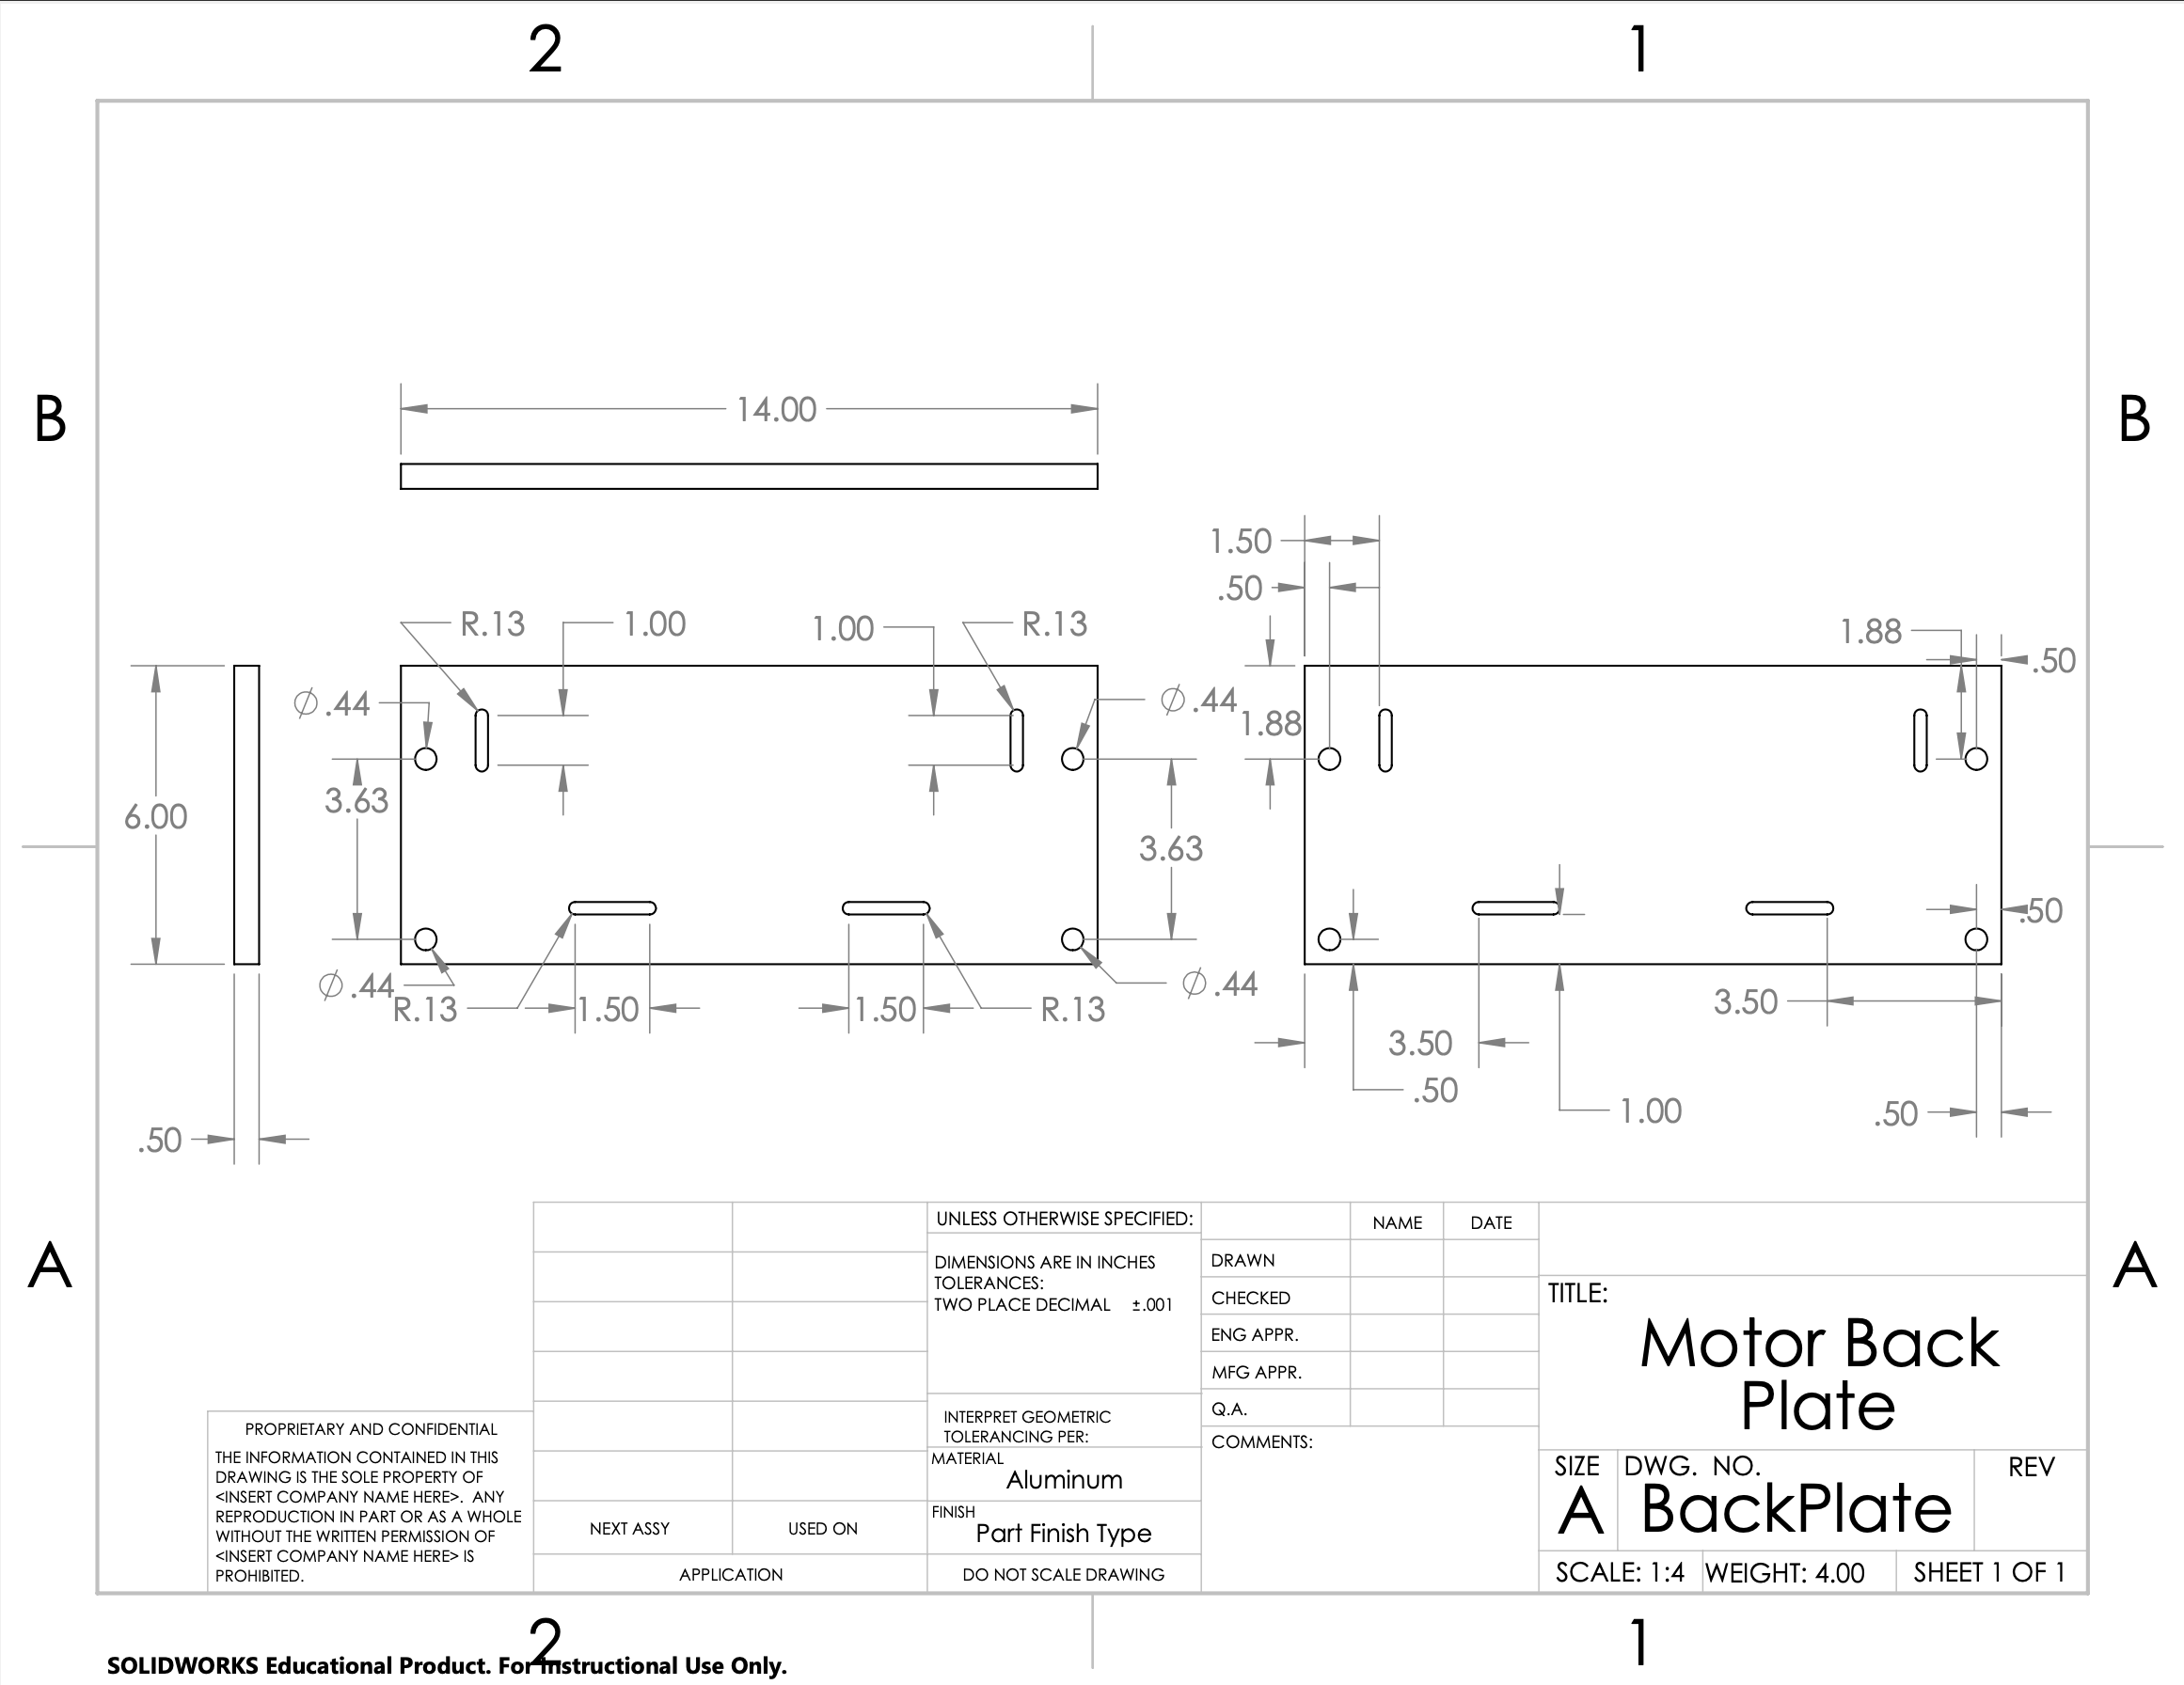 2 1
B B
14.00
1.50
.50
R.13 1.00 1.00 R.13
1.88
.50
∅ .44 ∅ .44
1.88
3.63
6.00
3.63
.50
∅ .44 ∅ .44
R.13 1.50 1.50 R.13
3.50
3.50
.50
1.00
.50
.50
A A
UNLESS OTHERWISE SPECIFIED:
DIMENSIONS ARE IN INCHES
TOLERANCES:
TWO PLACE DECIMAL ±.001
INTERPRET GEOMETRIC
TOLERANCING PER:
MATERIAL
Aluminum
FINISH
Part Finish Type
DO NOT SCALE DRAWING
NAME DATE
DRAWN
CHECKED
ENG APPR.
MFG APPR.
Q.A.
COMMENTS:
TITLE:
Motor Back
Plate
SIZE DWG. NO. REV
A BackPlate
SCALE: 1:4 WEIGHT: 4.00 SHEET 1 OF 1
PROPRIETARY AND CONFIDENTIAL
THE INFORMATION CONTAINED IN THIS
DRAWING IS THE SOLE PROPERTY OF
<INSERT COMPANY NAME HERE>. ANY
REPRODUCTION IN PART OR AS A WHOLE
WITHOUT THE WRITTEN PERMISSION OF
<INSERT COMPANY NAME HERE> IS
PROHIBITED.
NEXT ASSY USED ON
APPLICATION
2 1
SOLIDWORKS Educational Product. For Instructional Use Only.